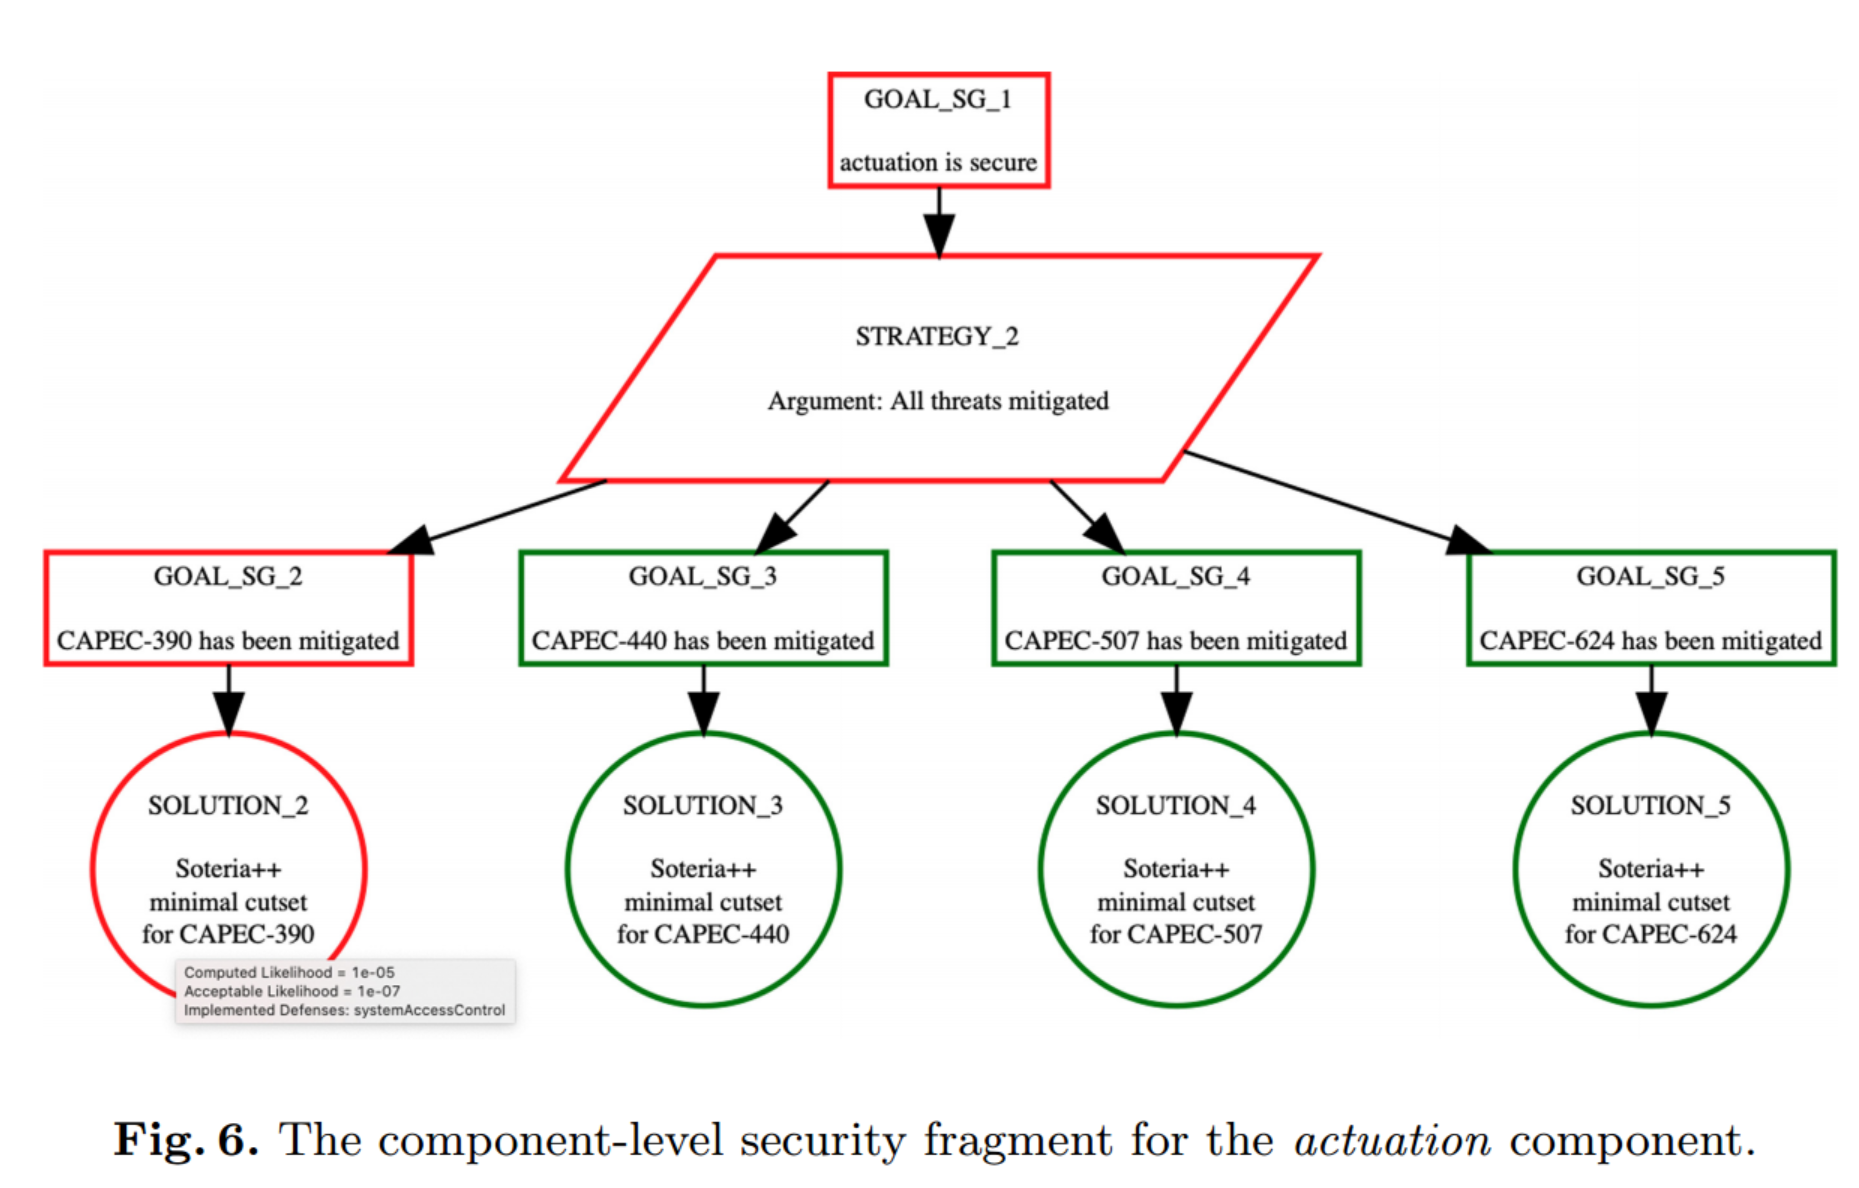 GOAL_SG_1
actuation is secure
STRATEGY_2
Argument: All threats mitigated
GOAL_SG_2
CAPEC-390 has been mitigated
GOAL_SG_3
CAPEC-440 has been mitigated
GOAL_SG_4
CAPEC-507 has been mitigated
GOAL_SG_5
CAPEC-624 has been mitigated
SOLUTION_2
Soteria++
minimal cutset
for CAPEC-390
Computed Likelihood = 1e-05
Acceptable Likelihood = 1e-07
Implemented Defenses: systemAccessControl
SOLUTION_3
Soteria++
minimal cutset
for CAPEC-440
SOLUTION_4
Soteria++
minimal cutset
for CAPEC-507
SOLUTION_5
Soteria++
minimal cutset
for CAPEC-624
Fig. 6. The component-level security fragment for the actuation component.